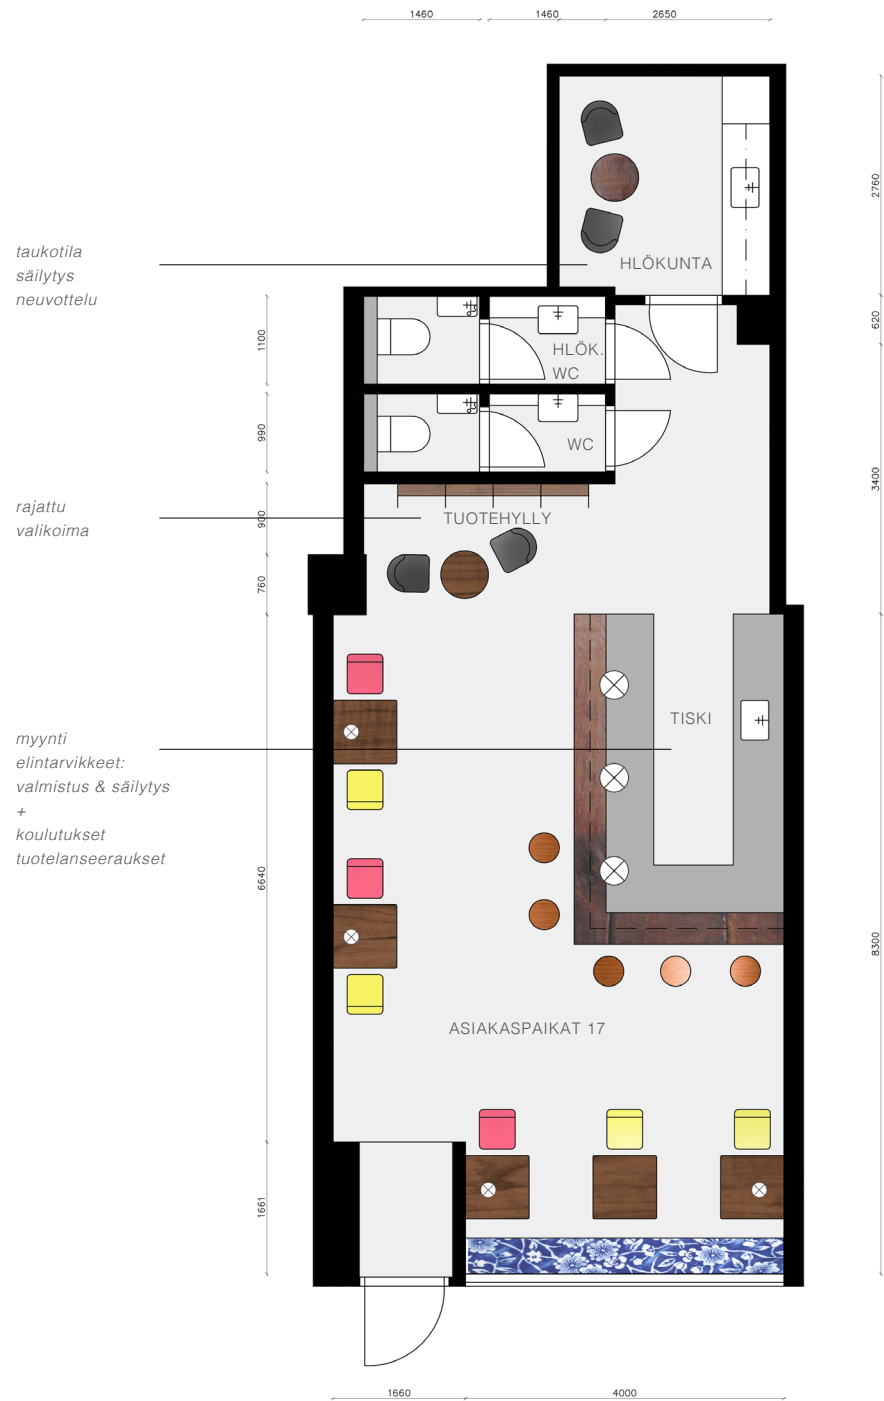 1460
1460
2650
2760
620
3400
8300
1100
990
900
760
6640
1661
1660
4000
taukotila
säilytys
neuvottelu
HLÖKUNTA
HLÖK.
WC
WC
rajattu
valikoima
TUOTEHYLLY
myynti
elintarvikkeet:
valmistus & säilytys
+
koulutukset
tuotelanseeraukset
TISKI
ASIAKASPAIKAT 17